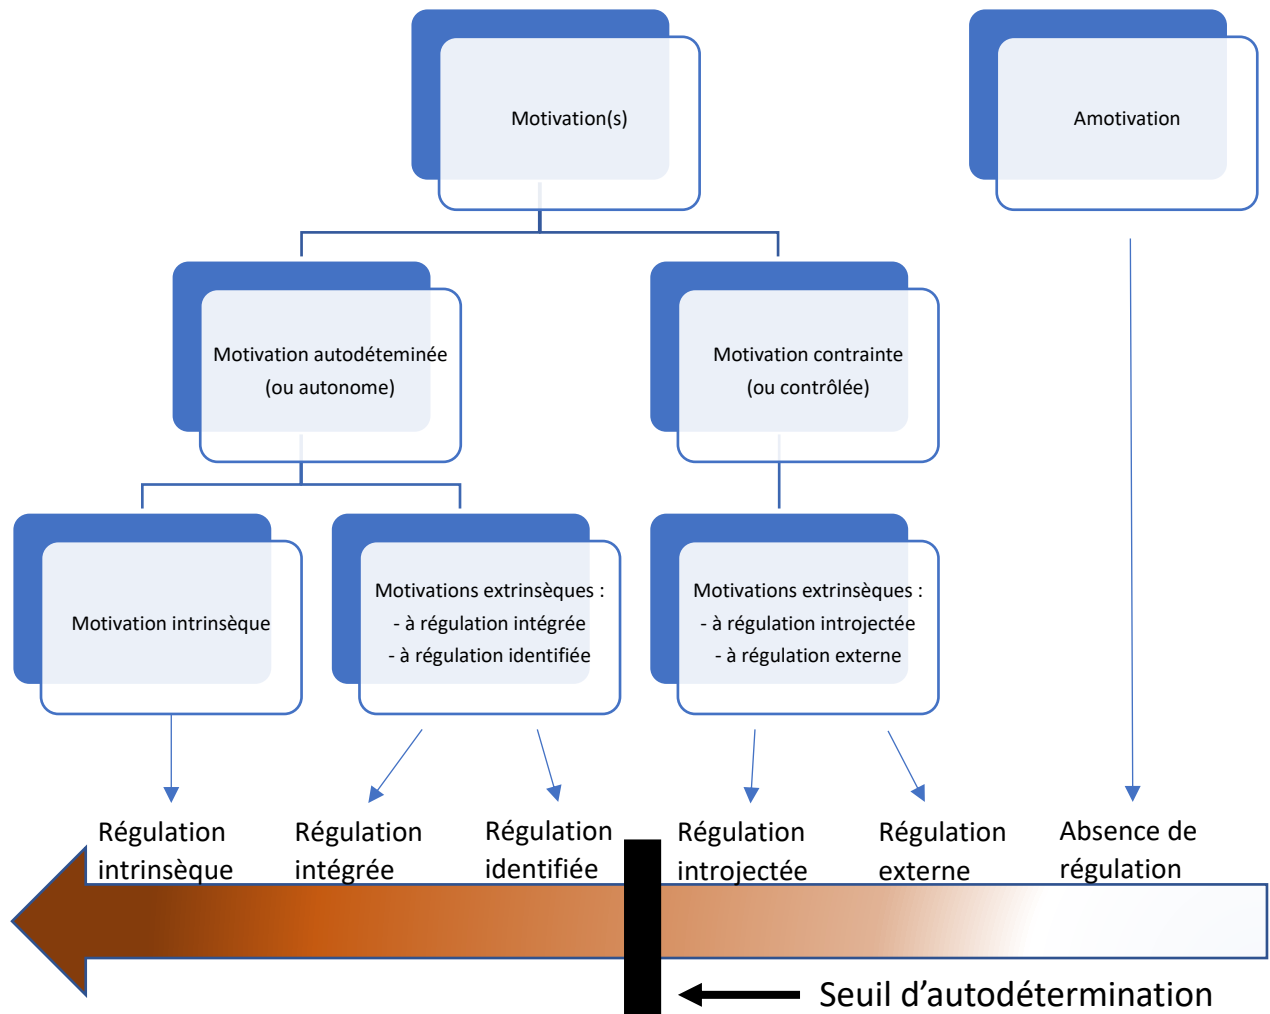 Motivation(s)
Amotivation
Motivation autodéteminée
(ou autonome)
Motivation contrainte
(ou contrôlée)
Motivation intrinsèque
Motivations extrinsèques :
- à régulation intégrée
- à régulation identifiée
Motivations extrinsèques :
- à régulation introjectée
- à régulation externe
Régulation
intrinsèque
Régulation
intégrée
Régulation
identifiée
Régulation
introjectée
Régulation
externe
Absence de
régulation
Seuil d’autodétermination